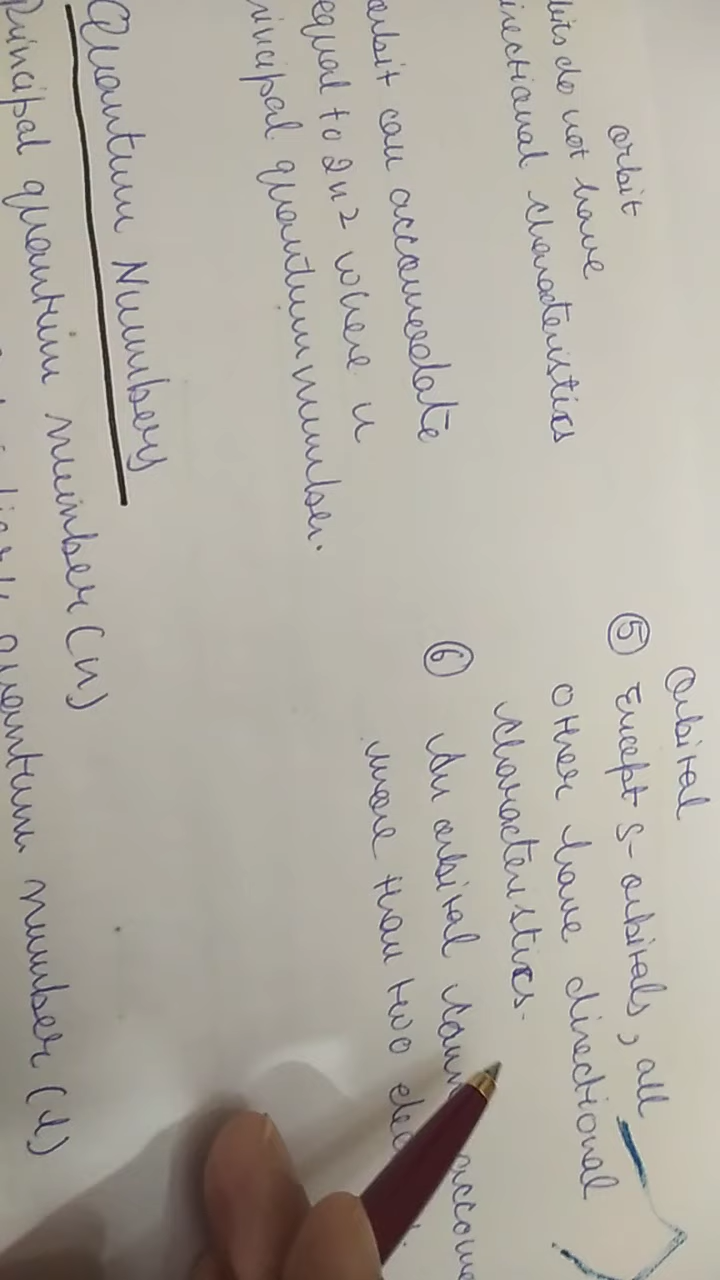 orbit
do not have
directional characteristics
orbit can accomodate
equal to 2n2 where n
principal quantum number.
Orbital
⑤ Except s-orbitals, all
other have directional
characteristics.
⑥ An orbital
more than two
Quantum Numbers
Principal quantum number (n)
quantum number (l)